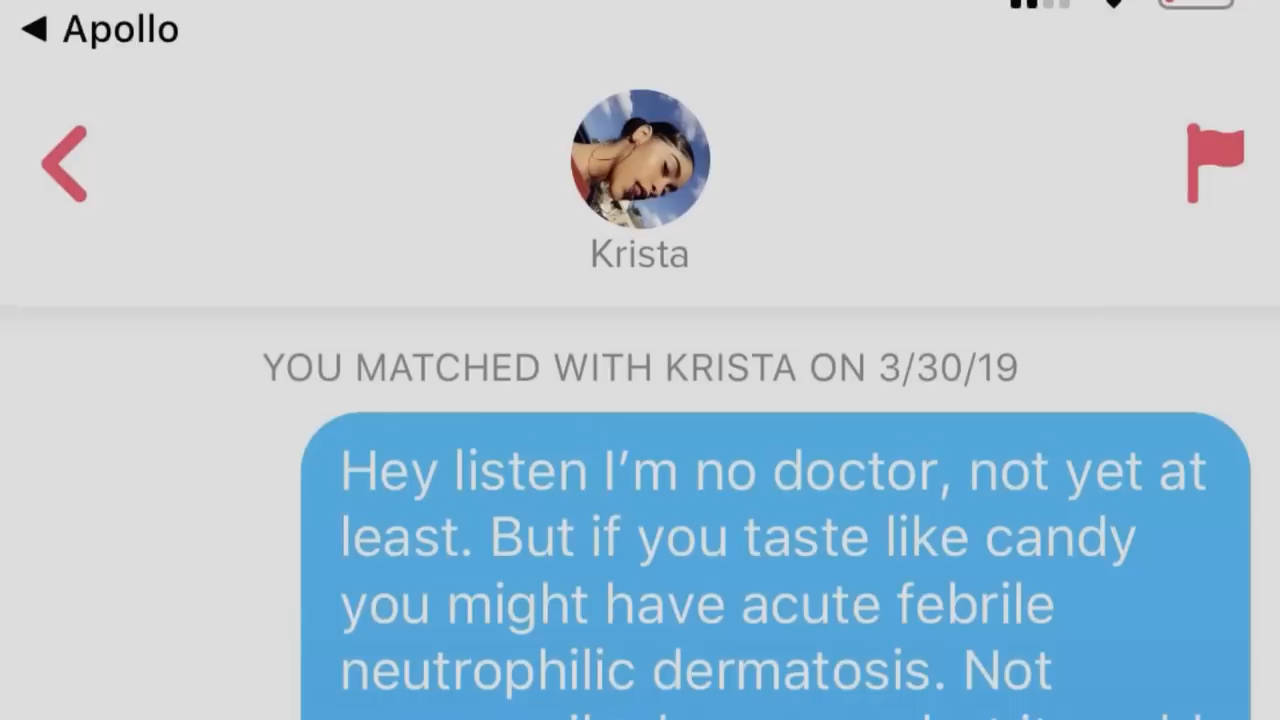 Apollo
Krista
YOU MATCHED WITH KRISTA ON 3/30/19
Hey listen I’m no doctor, not yet at
least. But if you taste like candy
you might have acute febrile
neutrophilic dermatosis. Not